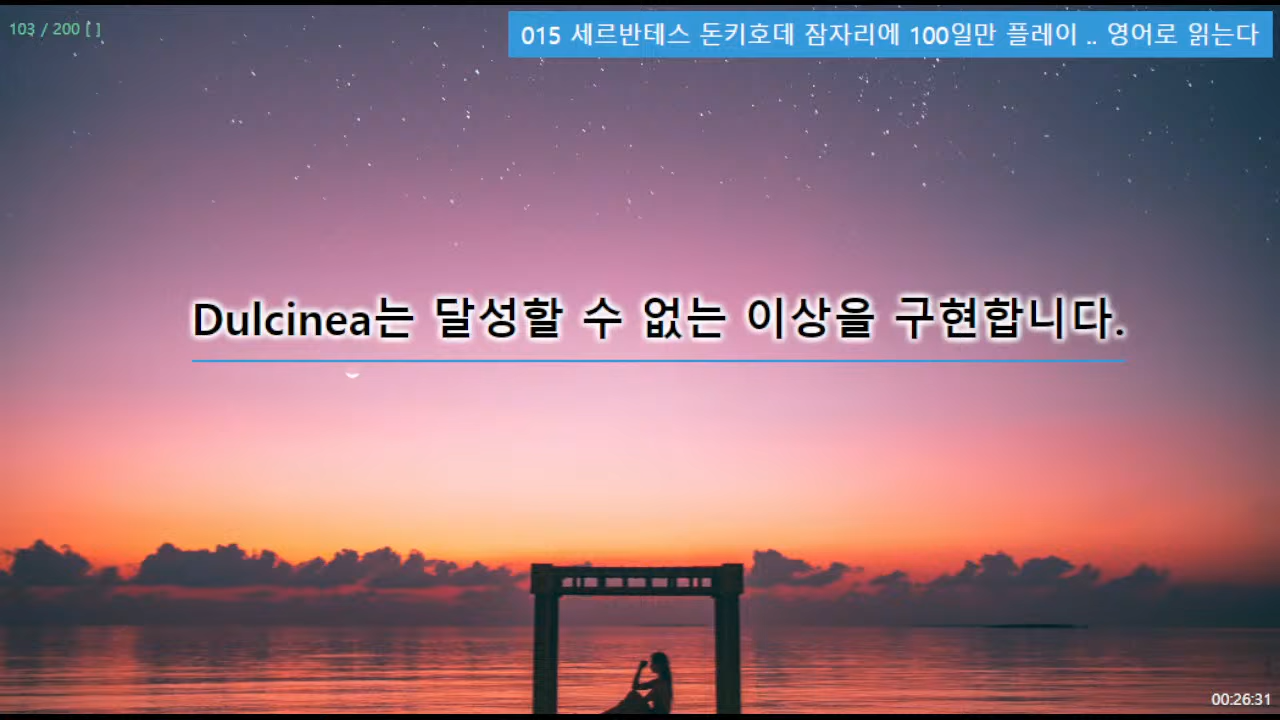 103 / 200 [ ]
015 세르반테스 돈키호데 잠자리에 100일만 플레이 .. 영어로 읽는다
Dulcinea는 달성할 수 없는 이상을 구현합니다.
00:26:31